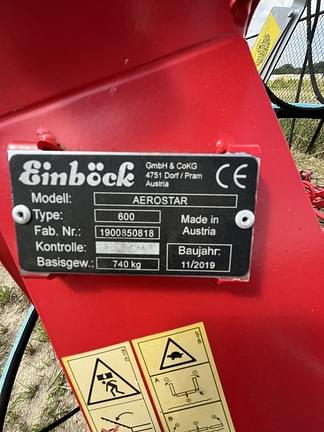 Einböck
GmbH & CoKG
4751 Dorf / Pram
Austria
CE
Modell: AEROSTAR
Type: 600
Made in
Austria
Fab. Nr.: 1900850818
Kontrolle:
Baujahr:
11/2019
Basisgew.: 740 kg
A
B